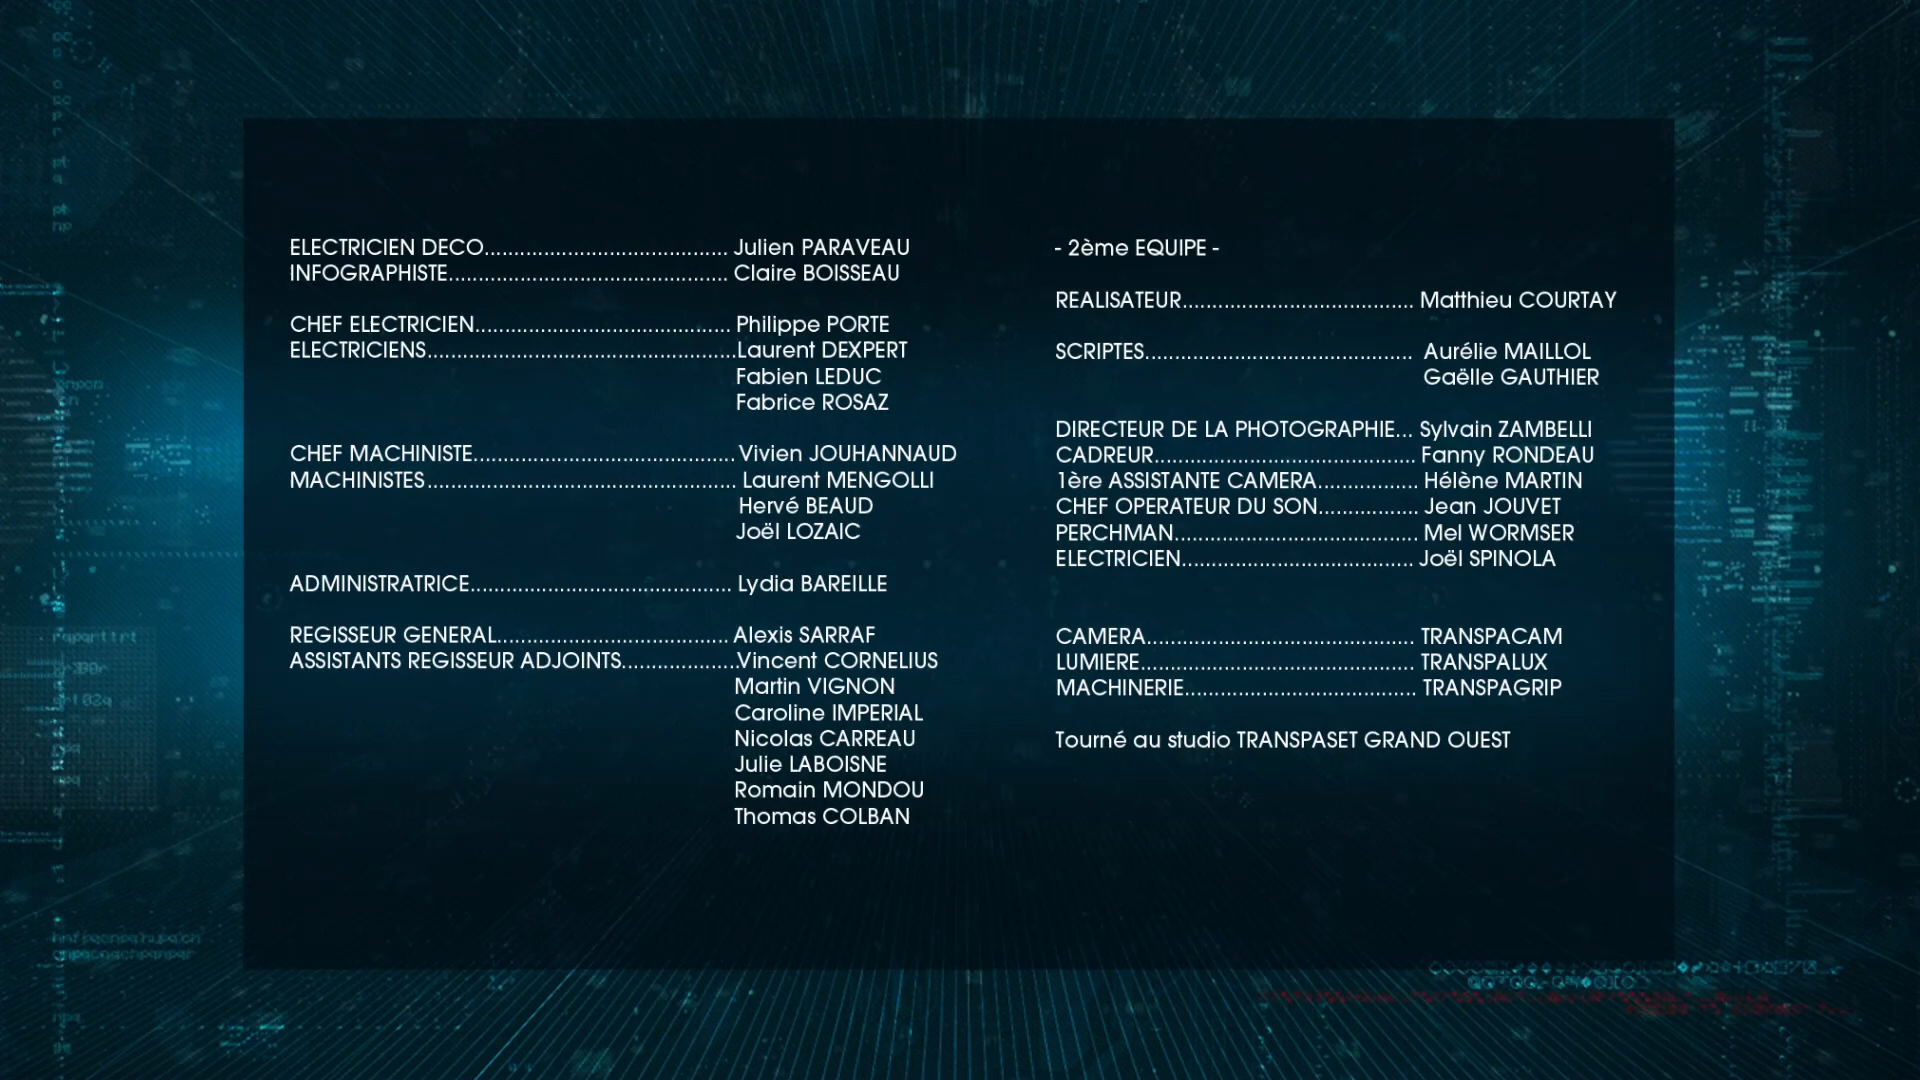 ELECTRICIEN DECO......................................... Julien PARAVEAU
INFOGRAPHISTE............................................... Claire BOISSEAU
CHEF ELECTRICIEN........................................... Philippe PORTE
ELECTRICIENS....................................................Laurent DEXPERT
Fabien LEDUC
Fabrice ROSAZ
CHEF MACHINISTE............................................Vivien JOUHANNAUD
MACHINISTES.................................................... Laurent MENGOLLI
Hervé BEAUD
Joël LOZAIC
ADMINISTRATRICE............................................ Lydia BAREILLE
REGISSEUR GENERAL....................................... Alexis SARRAF
ASSISTANTS REGISSEUR ADJOINTS....................Vincent CORNELIUS
Martin VIGNON
Caroline IMPERIAL
Nicolas CARREAU
Julie LABOISNE
Romain MONDOU
Thomas COLBAN
- 2ème EQUIPE -
REALISATEUR....................................... Matthieu COURTAY
SCRIPTES............................................. Aurélie MAILLOL
Gaëlle GAUTHIER
DIRECTEUR DE LA PHOTOGRAPHIE... Sylvain ZAMBELLI
CADREUR............................................ Fanny RONDEAU
1ère ASSISTANTE CAMERA................. Hélène MARTIN
CHEF OPERATEUR DU SON................. Jean JOUVET
PERCHMAN......................................... Mel WORMSER
ELECTRICIEN....................................... Joël SPINOLA
CAMERA............................................. TRANSPACAM
LUMIERE.............................................. TRANSPALUX
MACHINERIE....................................... TRANSPAGRIP
Tourné au studio TRANSPASET GRAND OUEST